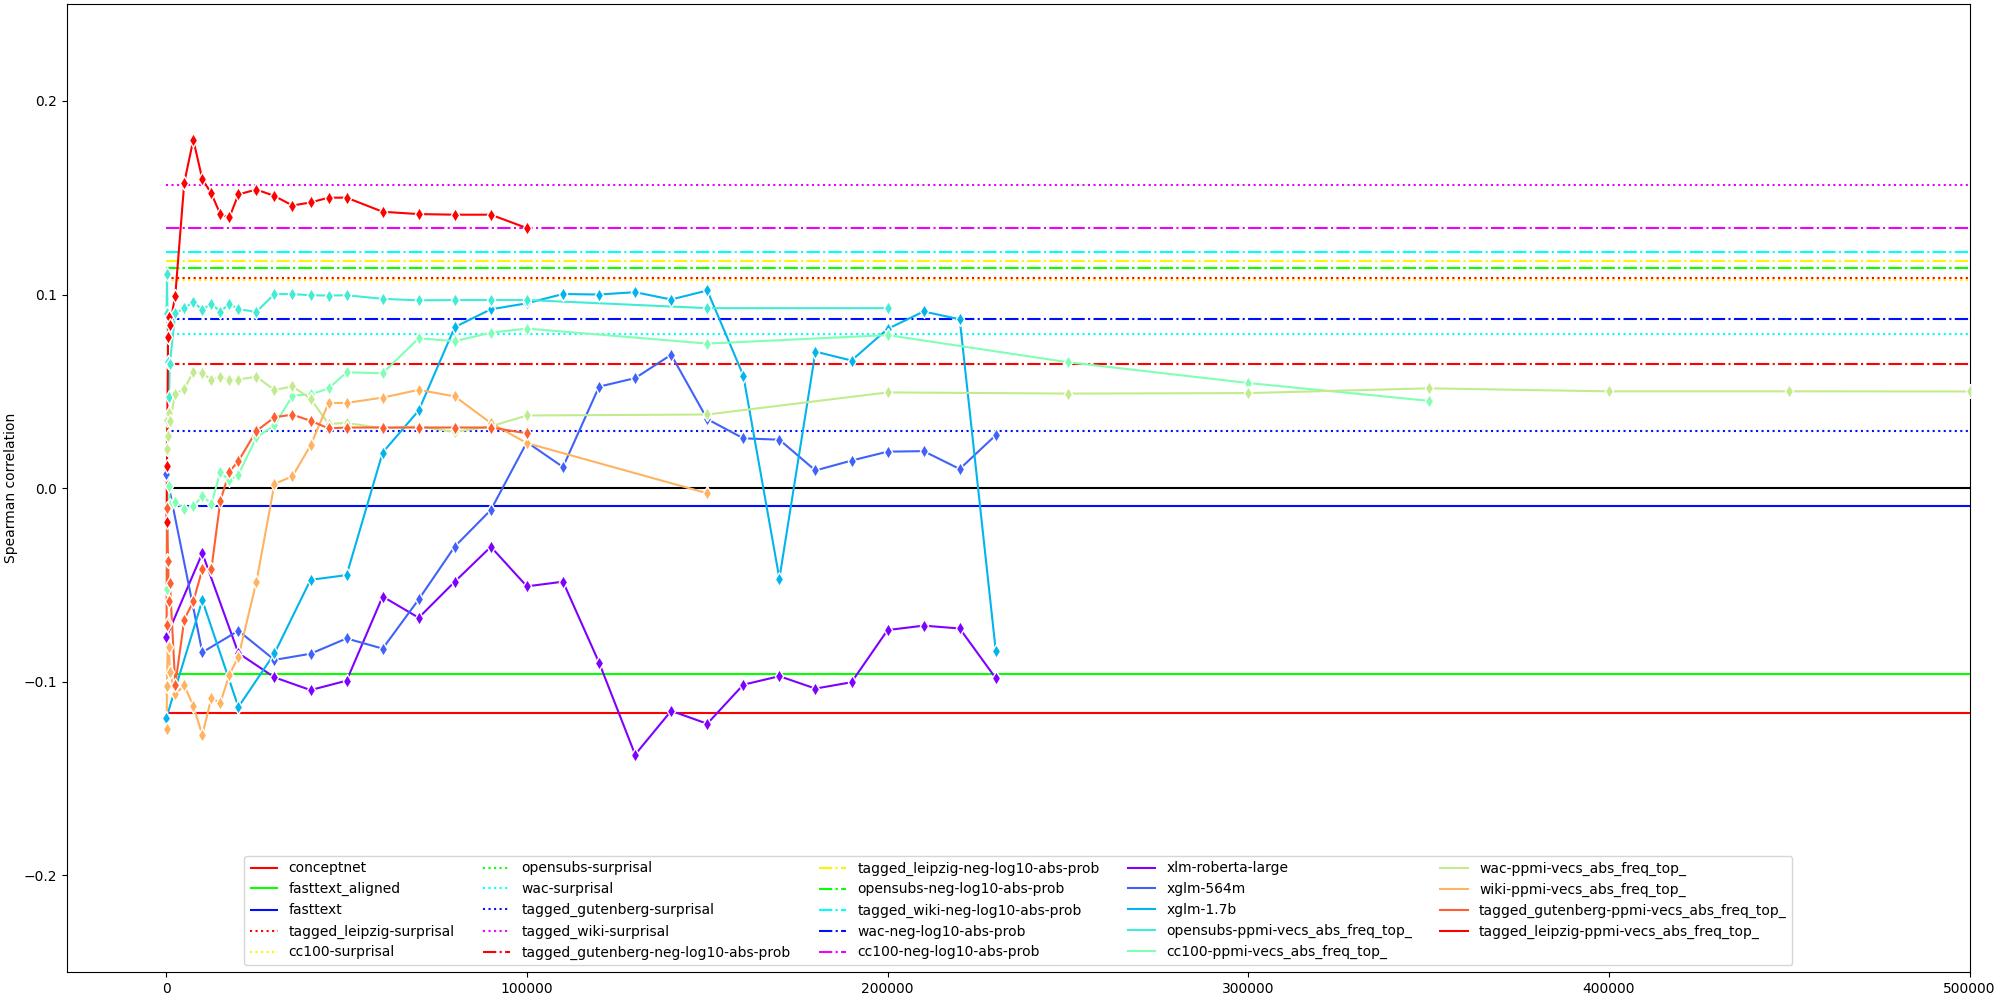 Spearman correlation
0.2
0.1
0.0
−0.1
−0.2
0
100000
200000
300000
400000
500000
conceptnet
fasttext_aligned
fasttext
tagged_leipzig-surprisal
cc100-surprisal
opensubs-surprisal
wac-surprisal
tagged_gutenberg-surprisal
tagged_wiki-surprisal
tagged_gutenberg-neg-log10-abs-prob
tagged_leipzig-neg-log10-abs-prob
opensubs-neg-log10-abs-prob
tagged_wiki-neg-log10-abs-prob
wac-neg-log10-abs-prob
cc100-neg-log10-abs-prob
xlm-roberta-large
xglm-564m
xglm-1.7b
opensubs-ppmi-vecs_abs_freq_top_
cc100-ppmi-vecs_abs_freq_top_
wac-ppmi-vecs_abs_freq_top_
wiki-ppmi-vecs_abs_freq_top_
tagged_gutenberg-ppmi-vecs_abs_freq_top_
tagged_leipzig-ppmi-vecs_abs_freq_top_